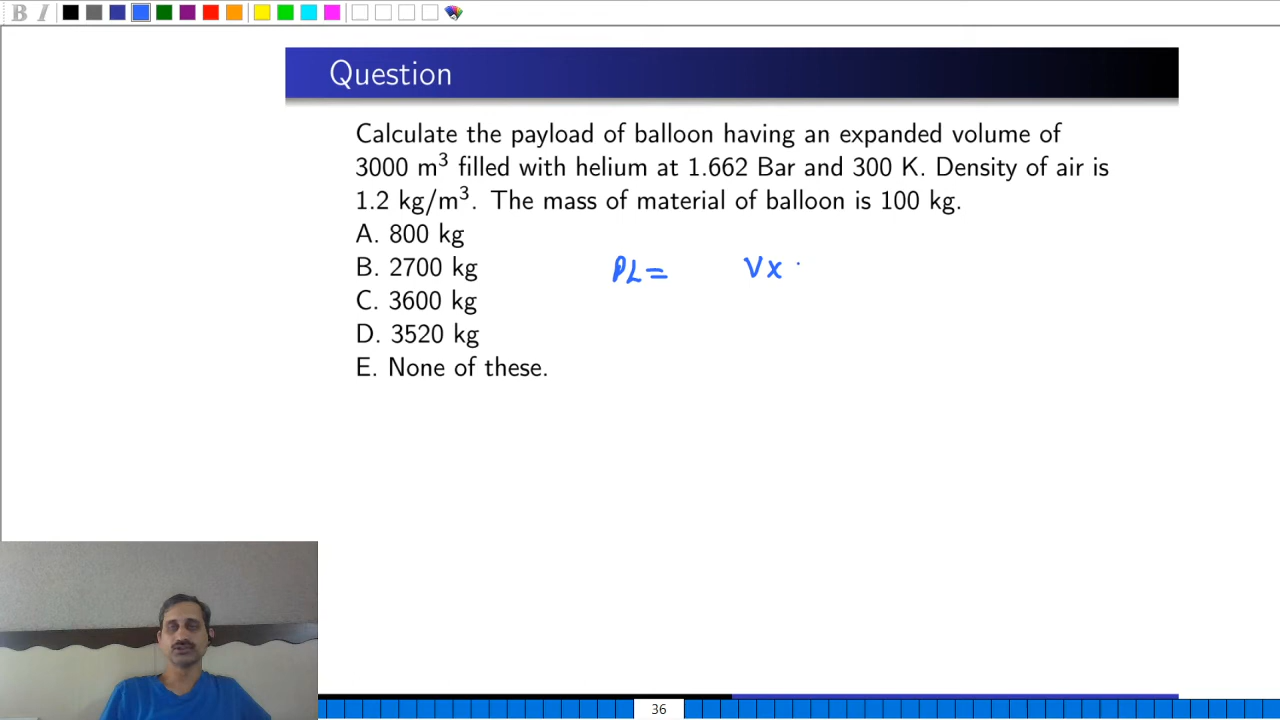 B I
Question
Calculate the payload of balloon having an expanded volume of
3000 m³ filled with helium at 1.662 Bar and 300 K. Density of air is
1.2 kg/m³. The mass of material of balloon is 100 kg.
A. 800 kg
B. 2700 kg
PL= V×
C. 3600 kg
D. 3520 kg
E. None of these.
36